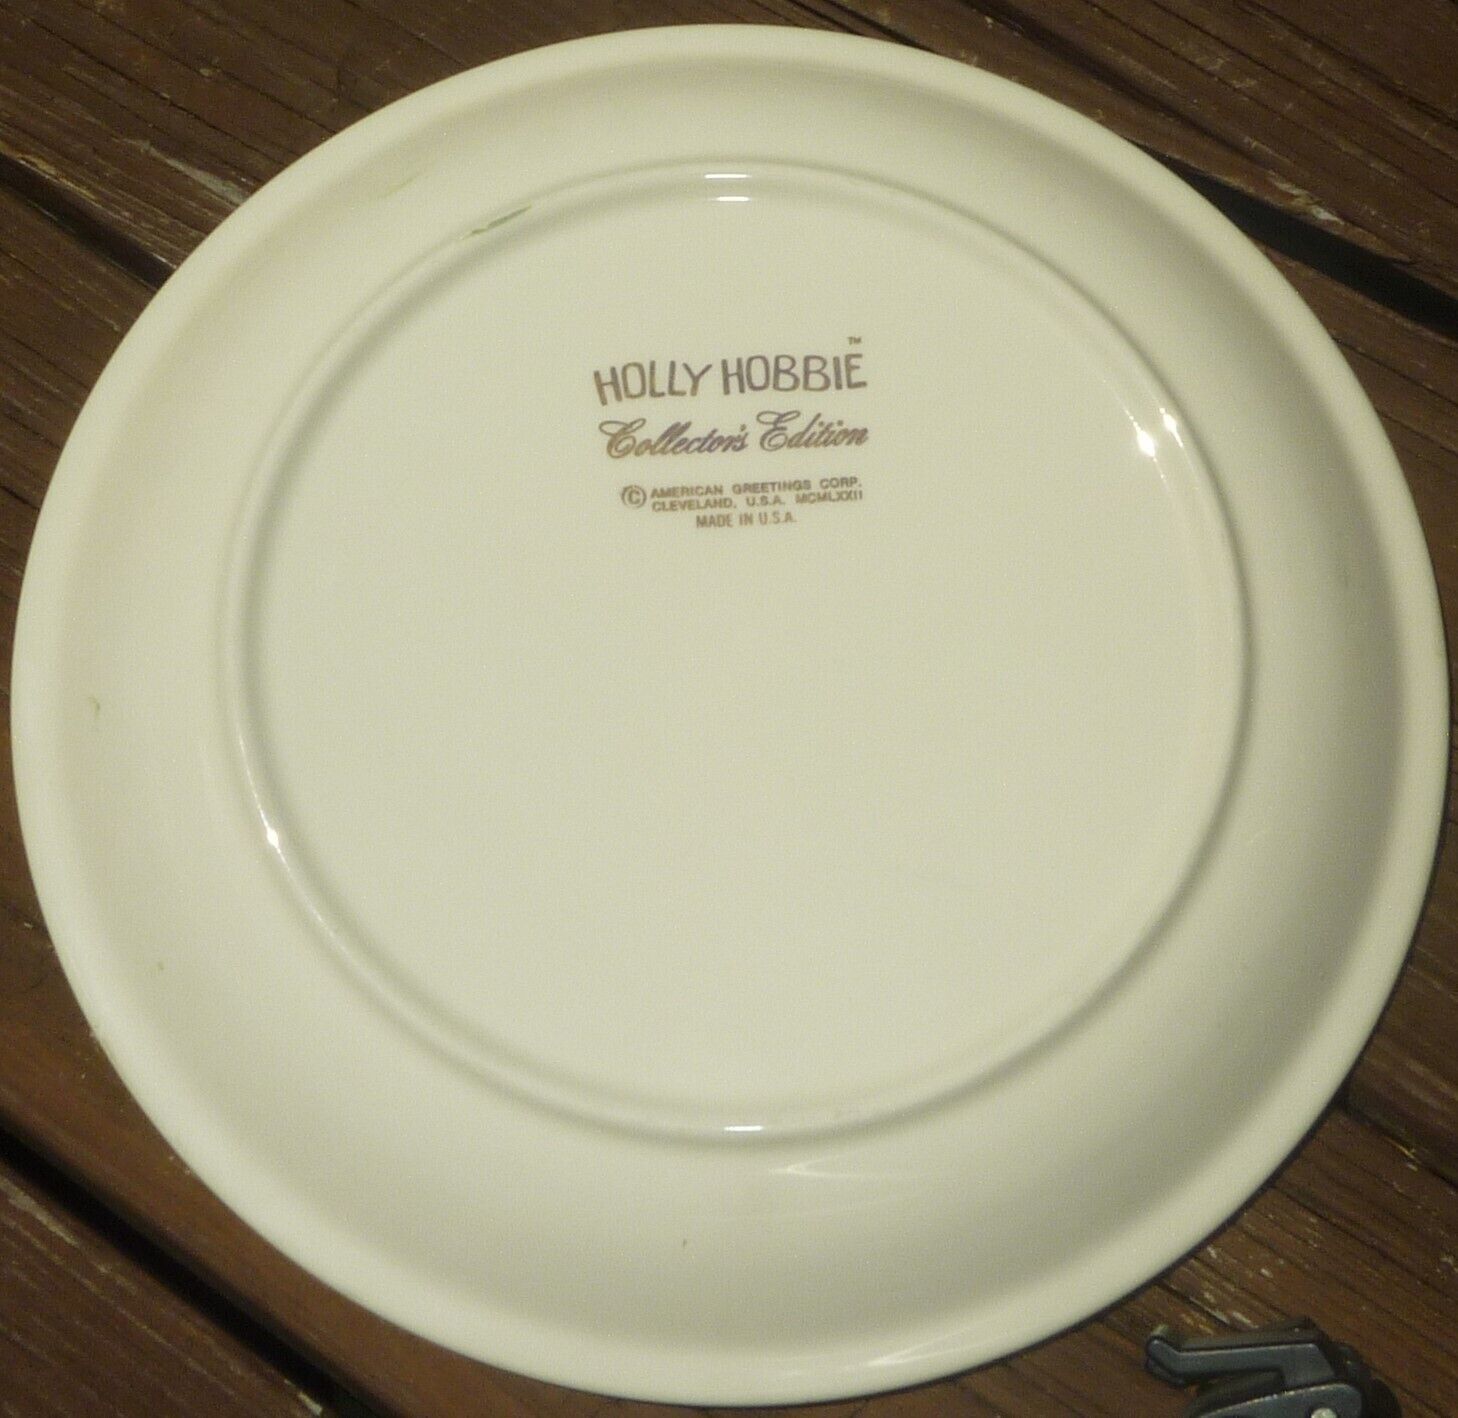 HOLLY HOBBIE™
Collector's Edition
© AMERICAN GREETINGS CORP.
CLEVELAND, U.S.A. MCMLXXII
MADE IN U.S.A.